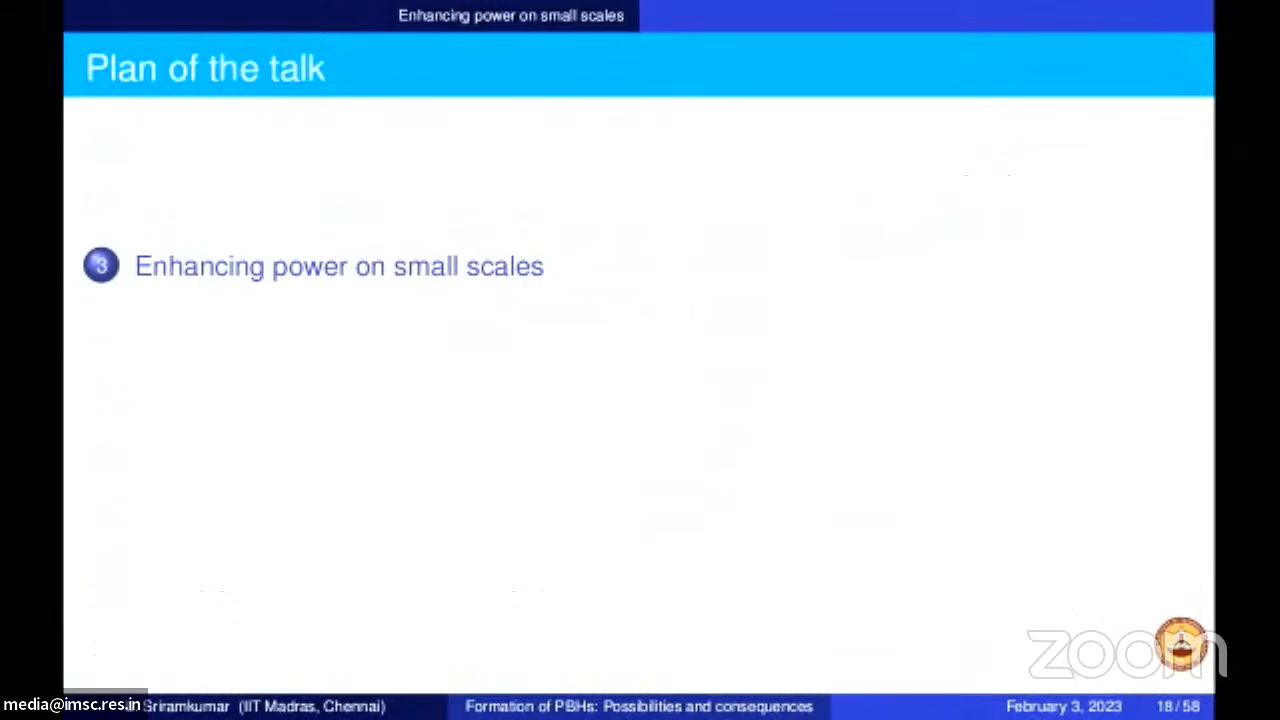 Enhancing power on small scales
Plan of the talk
3 Enhancing power on small scales
zoom
media@imsc.res.in Sriramkumar (IIT Madras, Chennai) Formation of PBHs: Possibilities and consequences February 3, 2023 18/58